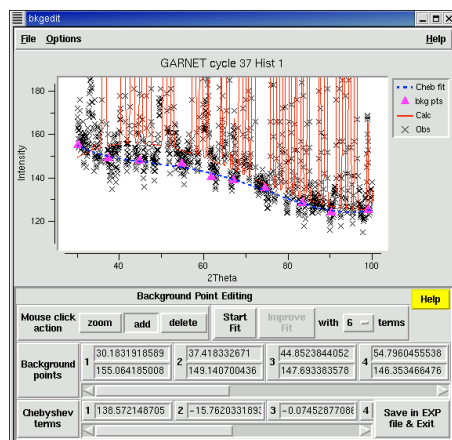 bkgedit
File Options Help
GARNET cycle 37 Hist 1
Cheb fit
bkg pts
Calc
Obs
Intensity
180
160
140
120
40 60 80 100
2Theta
Background Point Editing
Help
Mouse click action zoom add delete Start Fit Improve Fit with 6 terms
Background points
1 30.1831918589 2 37.418332671 3 44.8523844052 4 54.7960455538
155.064185008 149.140700436 147.693383578 146.353466476
Chebyshev terms 1 138.572148705 2 -15.7620331893 3 -0.07452877086 4
Save in EXP file & Exit